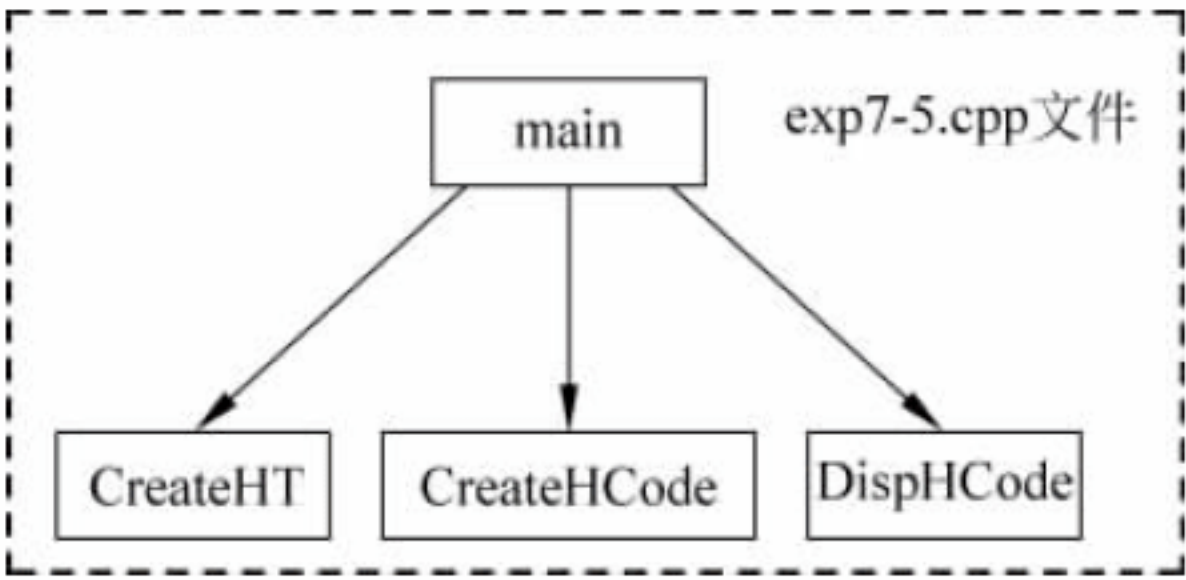 main
exp7-5.cpp文件
CreateHT
CreateHCode
DispHCode